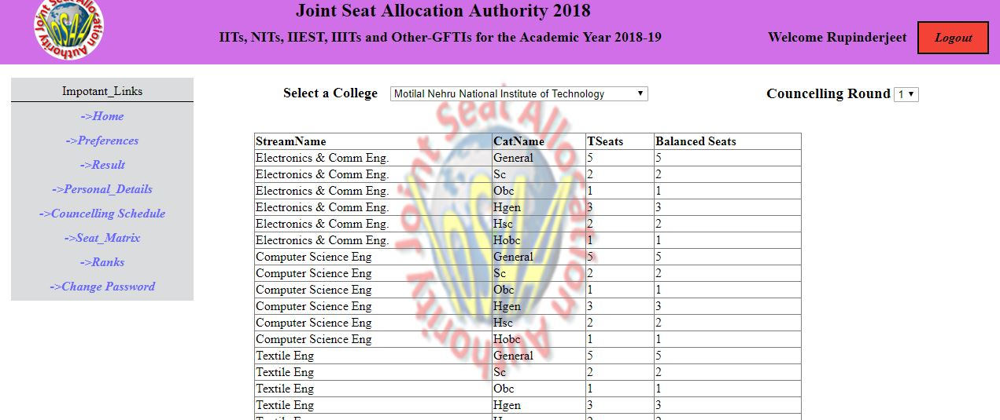 Joint Seat Allocation Authority
Joint Seat Allocation Authority 2018
IITs, NITs, IIEST, IIITs and Other-GFTIs for the Academic Year 2018-19
Welcome Rupinderjeet
Logout
Impotant_Links
->Home
->Preferences
->Result
->Personal_Details
->Councelling Schedule
->Seat_Matrix
->Ranks
->Change Password
Select a College Motilal Nehru National Institute of Technology
Councelling Round 1
Joint Seat Allocation Authority
JOSAA
StreamName CatName TSeats Balanced Seats
Electronics & Comm Eng. General 5 5
Electronics & Comm Eng. Sc 2 2
Electronics & Comm Eng. Obc 1 1
Electronics & Comm Eng. Hgen 3 3
Electronics & Comm Eng. Hsc 2 2
Electronics & Comm Eng. Hobc 1 1
Computer Science Eng General 5 5
Computer Science Eng Sc 2 2
Computer Science Eng Obc 1 1
Computer Science Eng Hgen 3 3
Computer Science Eng Hsc 2 2
Computer Science Eng Hobc 1 1
Textile Eng General 5 5
Textile Eng Sc 2 2
Textile Eng Obc 1 1
Textile Eng Hgen 3 3